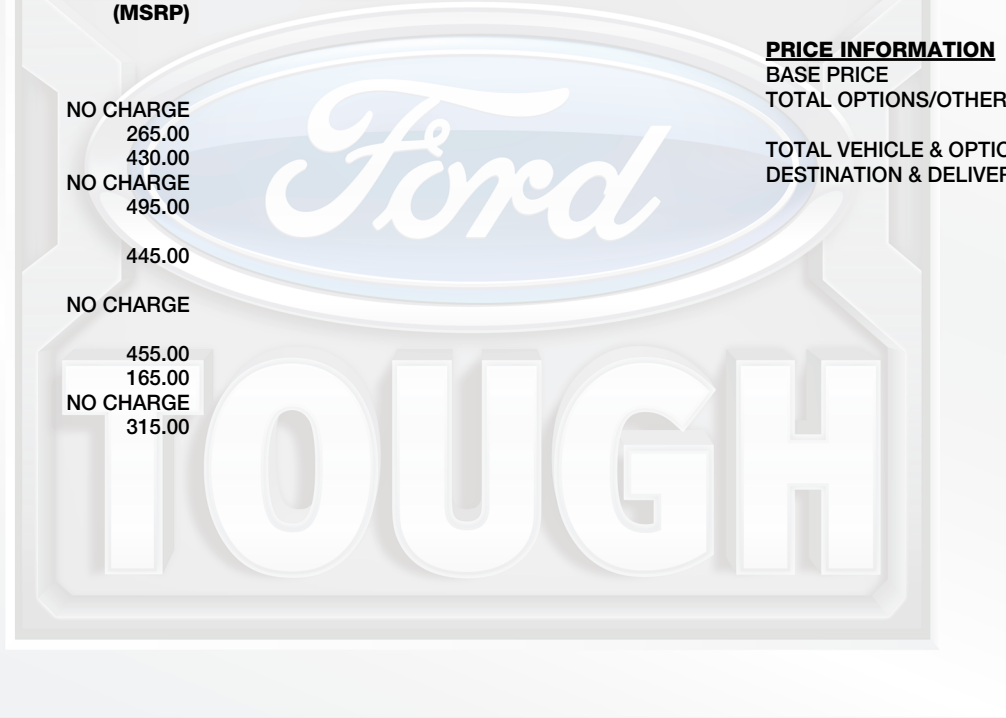 (MSRP)
NO CHARGE
265.00
430.00
NO CHARGE
495.00
445.00
NO CHARGE
455.00
165.00
NO CHARGE
315.00
PRICE INFORMATION
BASE PRICE
TOTAL OPTIONS/OTHER
TOTAL VEHICLE & OPTIO
DESTINATION & DELIVER
Ford
TOUGH